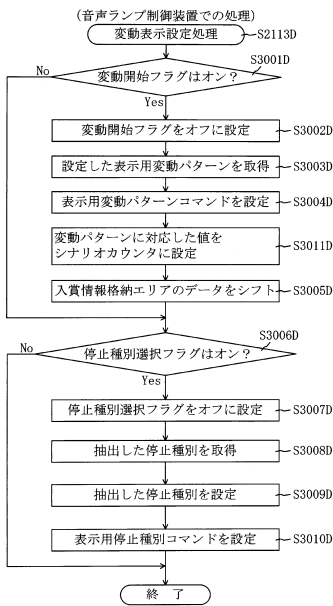 (音声ランプ制御装置での処理)
変動表示設定処理
S2113D
S3001D
変動開始フラグはオン？
No
Yes
変動開始フラグをオフに設定
S3002D
設定した表示用変動パターンを取得
S3003D
表示用変動パターンコマンドを設定
S3004D
変動パターンに対応した値を
シナリオカウンタに設定
S3011D
入賞情報格納エリアのデータをシフト
S3005D
S3006D
停止種別選択フラグはオン？
No
Yes
停止種別選択フラグをオフに設定
S3007D
抽出した停止種別を取得
S3008D
抽出した停止種別を設定
S3009D
表示用停止種別コマンドを設定
S3010D
終 了